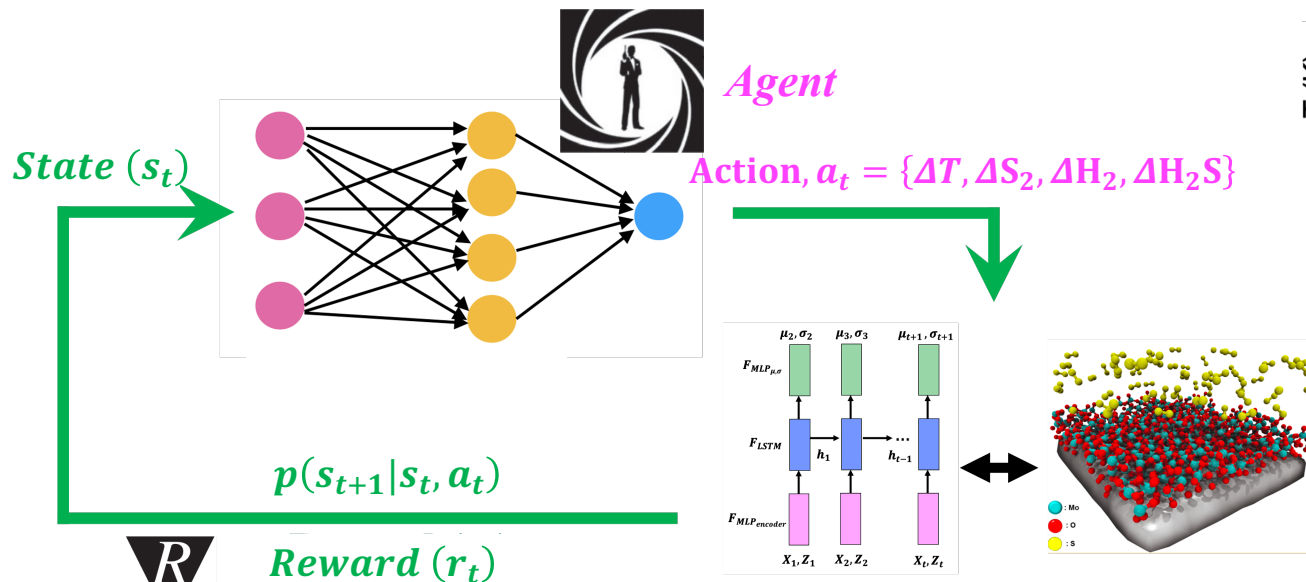 Agent
State (s_t)
Action, a_t = {ΔT, ΔS₂, ΔH₂, ΔH₂S}
μ₂, σ₂
μ₃, σ₃
μ_{t+1}, σ_{t+1}
F_{MLP_{μ,σ}}
F_{LSTM}
h₁
h_{t−1}
...
F_{MLP_{encoder}}
X₁, Z₁
X₂, Z₂
X_t, Z_t
: Mo
: O
: S
p(s_{t+1}|s_t, a_t)
R
Reward (r_t)